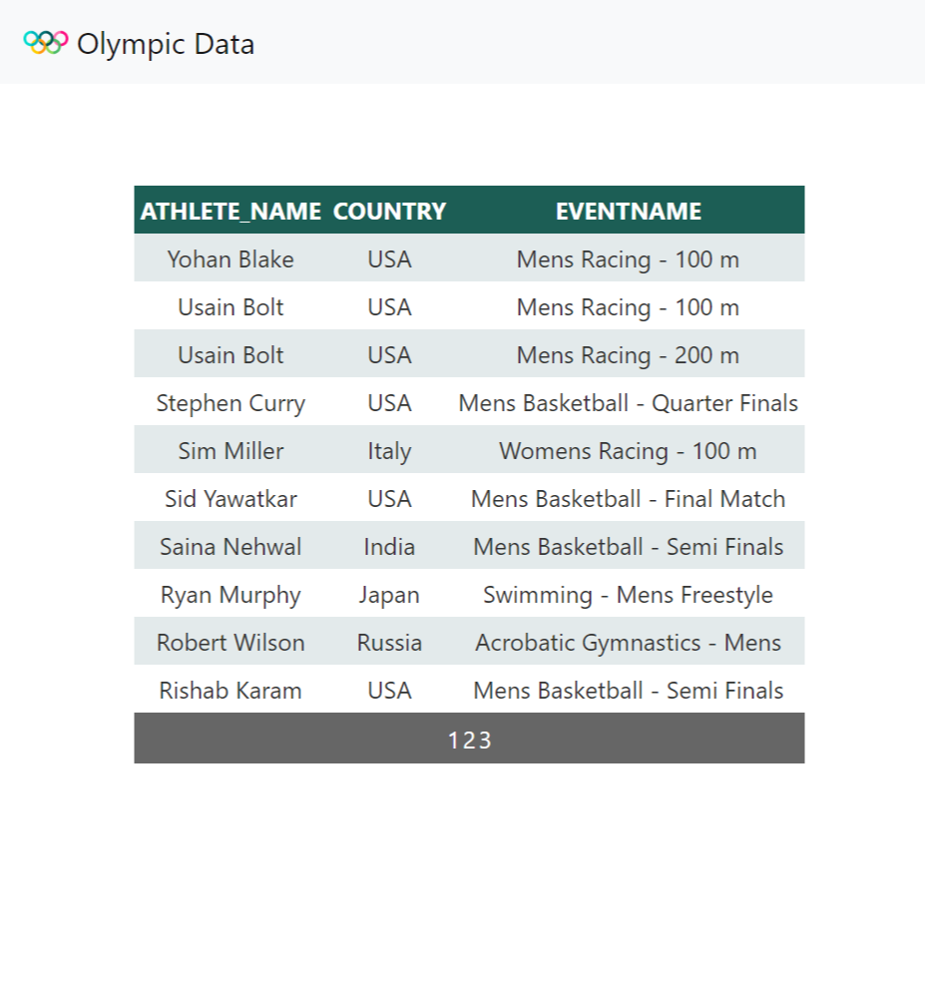 Olympic Data
ATHLETE_NAME COUNTRY EVENTNAME
Yohan Blake USA Mens Racing - 100 m
Usain Bolt USA Mens Racing - 100 m
Usain Bolt USA Mens Racing - 200 m
Stephen Curry USA Mens Basketball - Quarter Finals
Sim Miller Italy Womens Racing - 100 m
Sid Yawatkar USA Mens Basketball - Final Match
Saina Nehwal India Mens Basketball - Semi Finals
Ryan Murphy Japan Swimming - Mens Freestyle
Robert Wilson Russia Acrobatic Gymnastics - Mens
Rishab Karam USA Mens Basketball - Semi Finals
1 2 3